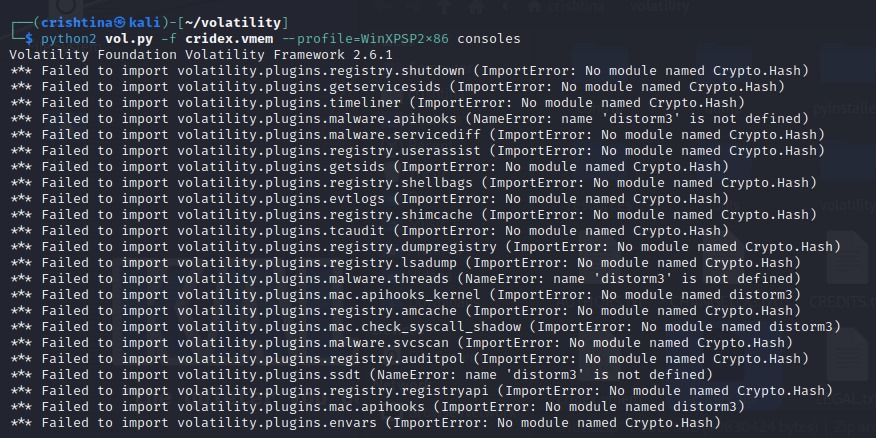 ┌──(crishtina㉿kali)-[~/volatility]
└─$ python2 vol.py -f cridex.vmem --profile=WinXPSP2×86 consoles
Volatility Foundation Volatility Framework 2.6.1
*** Failed to import volatility.plugins.registry.shutdown (ImportError: No module named Crypto.Hash)
*** Failed to import volatility.plugins.getservicesids (ImportError: No module named Crypto.Hash)
*** Failed to import volatility.plugins.timeliner (ImportError: No module named Crypto.Hash)
*** Failed to import volatility.plugins.malware.apihooks (NameError: name 'distorm3' is not defined)
*** Failed to import volatility.plugins.malware.servicediff (ImportError: No module named Crypto.Hash)
*** Failed to import volatility.plugins.registry.userassist (ImportError: No module named Crypto.Hash)
*** Failed to import volatility.plugins.getsids (ImportError: No module named Crypto.Hash)
*** Failed to import volatility.plugins.registry.shellbags (ImportError: No module named Crypto.Hash)
*** Failed to import volatility.plugins.evtlogs (ImportError: No module named Crypto.Hash)
*** Failed to import volatility.plugins.registry.shimcache (ImportError: No module named Crypto.Hash)
*** Failed to import volatility.plugins.tcaudit (ImportError: No module named Crypto.Hash)
*** Failed to import volatility.plugins.registry.dumpregistry (ImportError: No module named Crypto.Hash)
*** Failed to import volatility.plugins.registry.lsadump (ImportError: No module named Crypto.Hash)
*** Failed to import volatility.plugins.malware.threads (NameError: name 'distorm3' is not defined)
*** Failed to import volatility.plugins.mac.apihooks_kernel (ImportError: No module named distorm3)
*** Failed to import volatility.plugins.registry.amcache (ImportError: No module named Crypto.Hash)
*** Failed to import volatility.plugins.mac.check_syscall_shadow (ImportError: No module named distorm3)
*** Failed to import volatility.plugins.malware.svcscan (ImportError: No module named Crypto.Hash)
*** Failed to import volatility.plugins.registry.auditpol (ImportError: No module named Crypto.Hash)
*** Failed to import volatility.plugins.ssdt (NameError: name 'distorm3' is not defined)
*** Failed to import volatility.plugins.registry.registryapi (ImportError: No module named Crypto.Hash)
*** Failed to import volatility.plugins.mac.apihooks (ImportError: No module named distorm3)
*** Failed to import volatility.plugins.envars (ImportError: No module named Crypto.Hash)